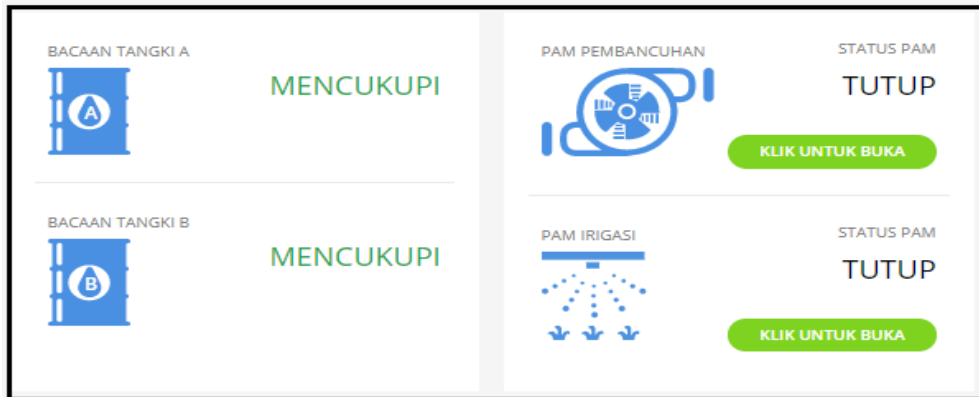 BACAAN TANGKI A
A
MENCUKUPI
BACAAN TANGKI B
B
MENCUKUPI
PAM PEMBANCUHAN
STATUS PAM
TUTUP
KLIK UNTUK BUKA
PAM IRIGASI
STATUS PAM
TUTUP
KLIK UNTUK BUKA